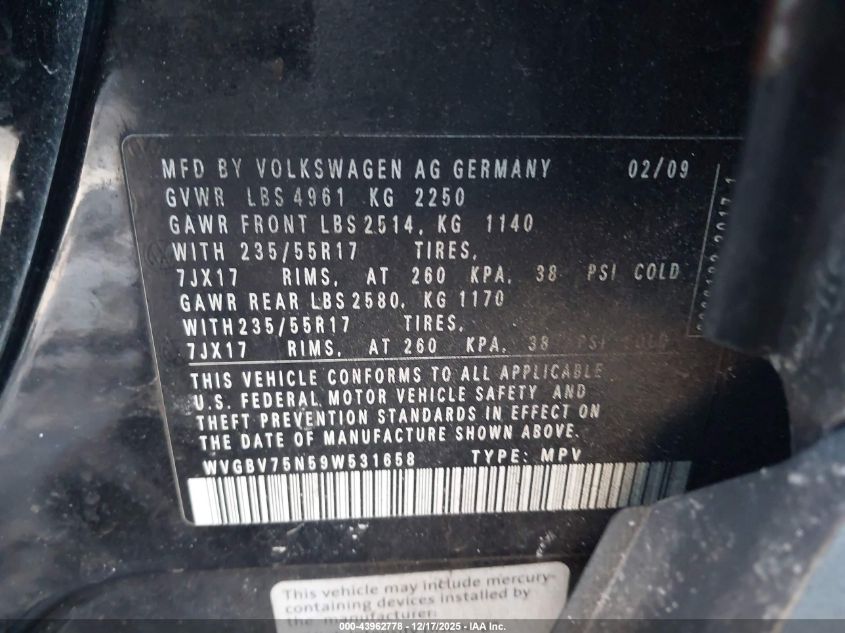 MFD BY VOLKSWAGEN AG GERMANY 02/09
GVWR LBS 4961 KG 2250
GAWR FRONT LBS 2514, KG 1140
WITH 235/55R17 TIRES,
7JX17 RIMS, AT 260 KPA, 38 PSI COLD
GAWR REAR LBS 2580, KG 1170
WITH 235/55R17 TIRES,
7JX17 RIMS, AT 260 KPA, 38 PSI COLD
THIS VEHICLE CONFORMS TO ALL APPLICABLE
U.S. FEDERAL MOTOR VEHICLE SAFETY AND
THEFT PREVENTION STANDARDS IN EFFECT ON
THE DATE OF MANUFACTURE SHOWN ABOVE.
WVGBV75N59W531658 TYPE: MPV
This vehicle may include mercury-
containing devices installed by
the
000-43962778 - 12/17/2025 - IAA Inc.